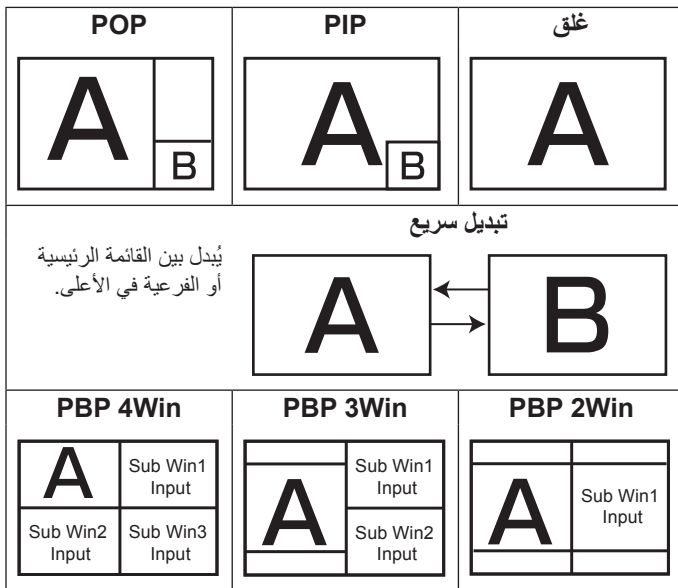 غلق
PIP
POP
A
A
B
A
B
تبديل سريع
يُبدل بين القائمة الرئيسية
أو الفرعية في الأعلى.
A
B
PBP 2Win
PBP 3Win
PBP 4Win
A
Sub Win1
Input
A
Sub Win1
Input
Sub Win2
Input
A
Sub Win1
Input
Sub Win2
Input
Sub Win3
Input